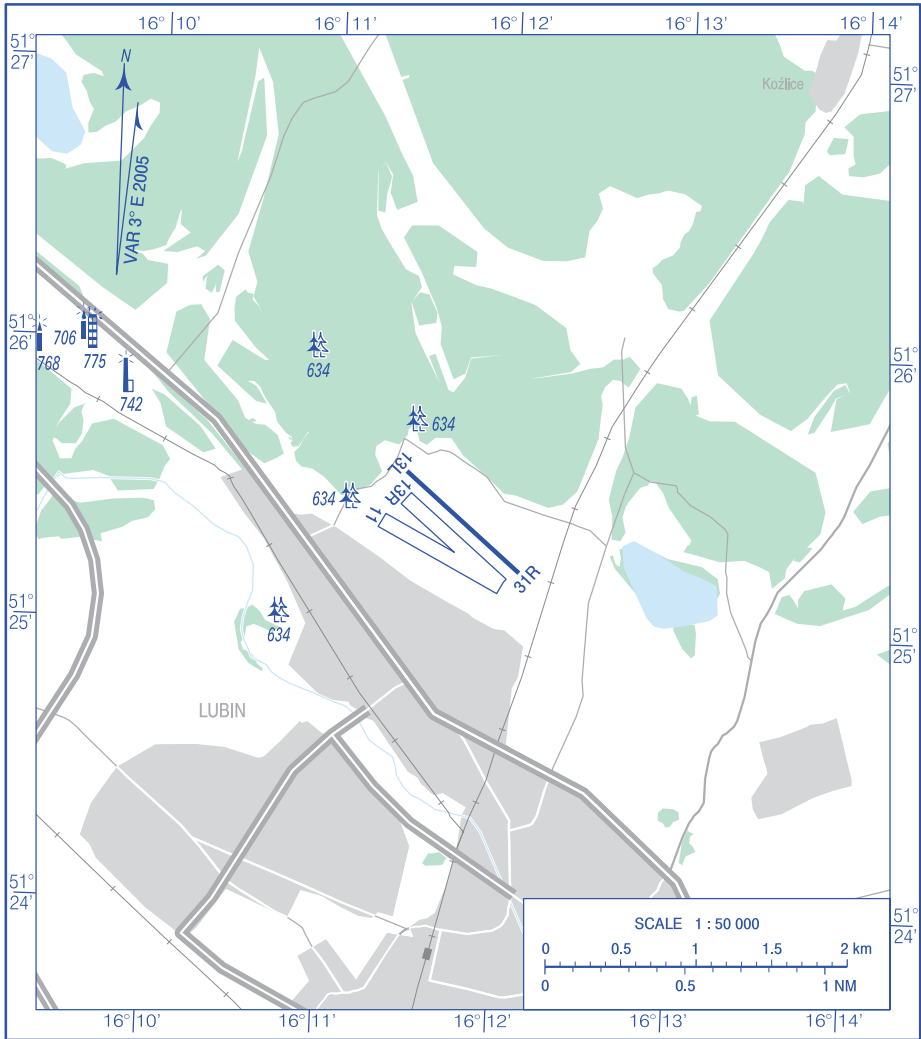 16° 10' 16° 11' 16° 12' 16° 13' 16° 14'
51° 27'
51° 27'
Koźlice
N
VAR 3° E 2005
51° 26'
51° 26'
768
706
775
742
634
634
634
13L
13R
11
31R
51° 25'
51° 25'
634
LUBIN
51° 24'
51° 24'
SCALE 1 : 50 000
0 0.5 1 1.5 2 km
0 0.5 1 NM
16° 10' 16° 11' 16° 12' 16° 13' 16° 14'